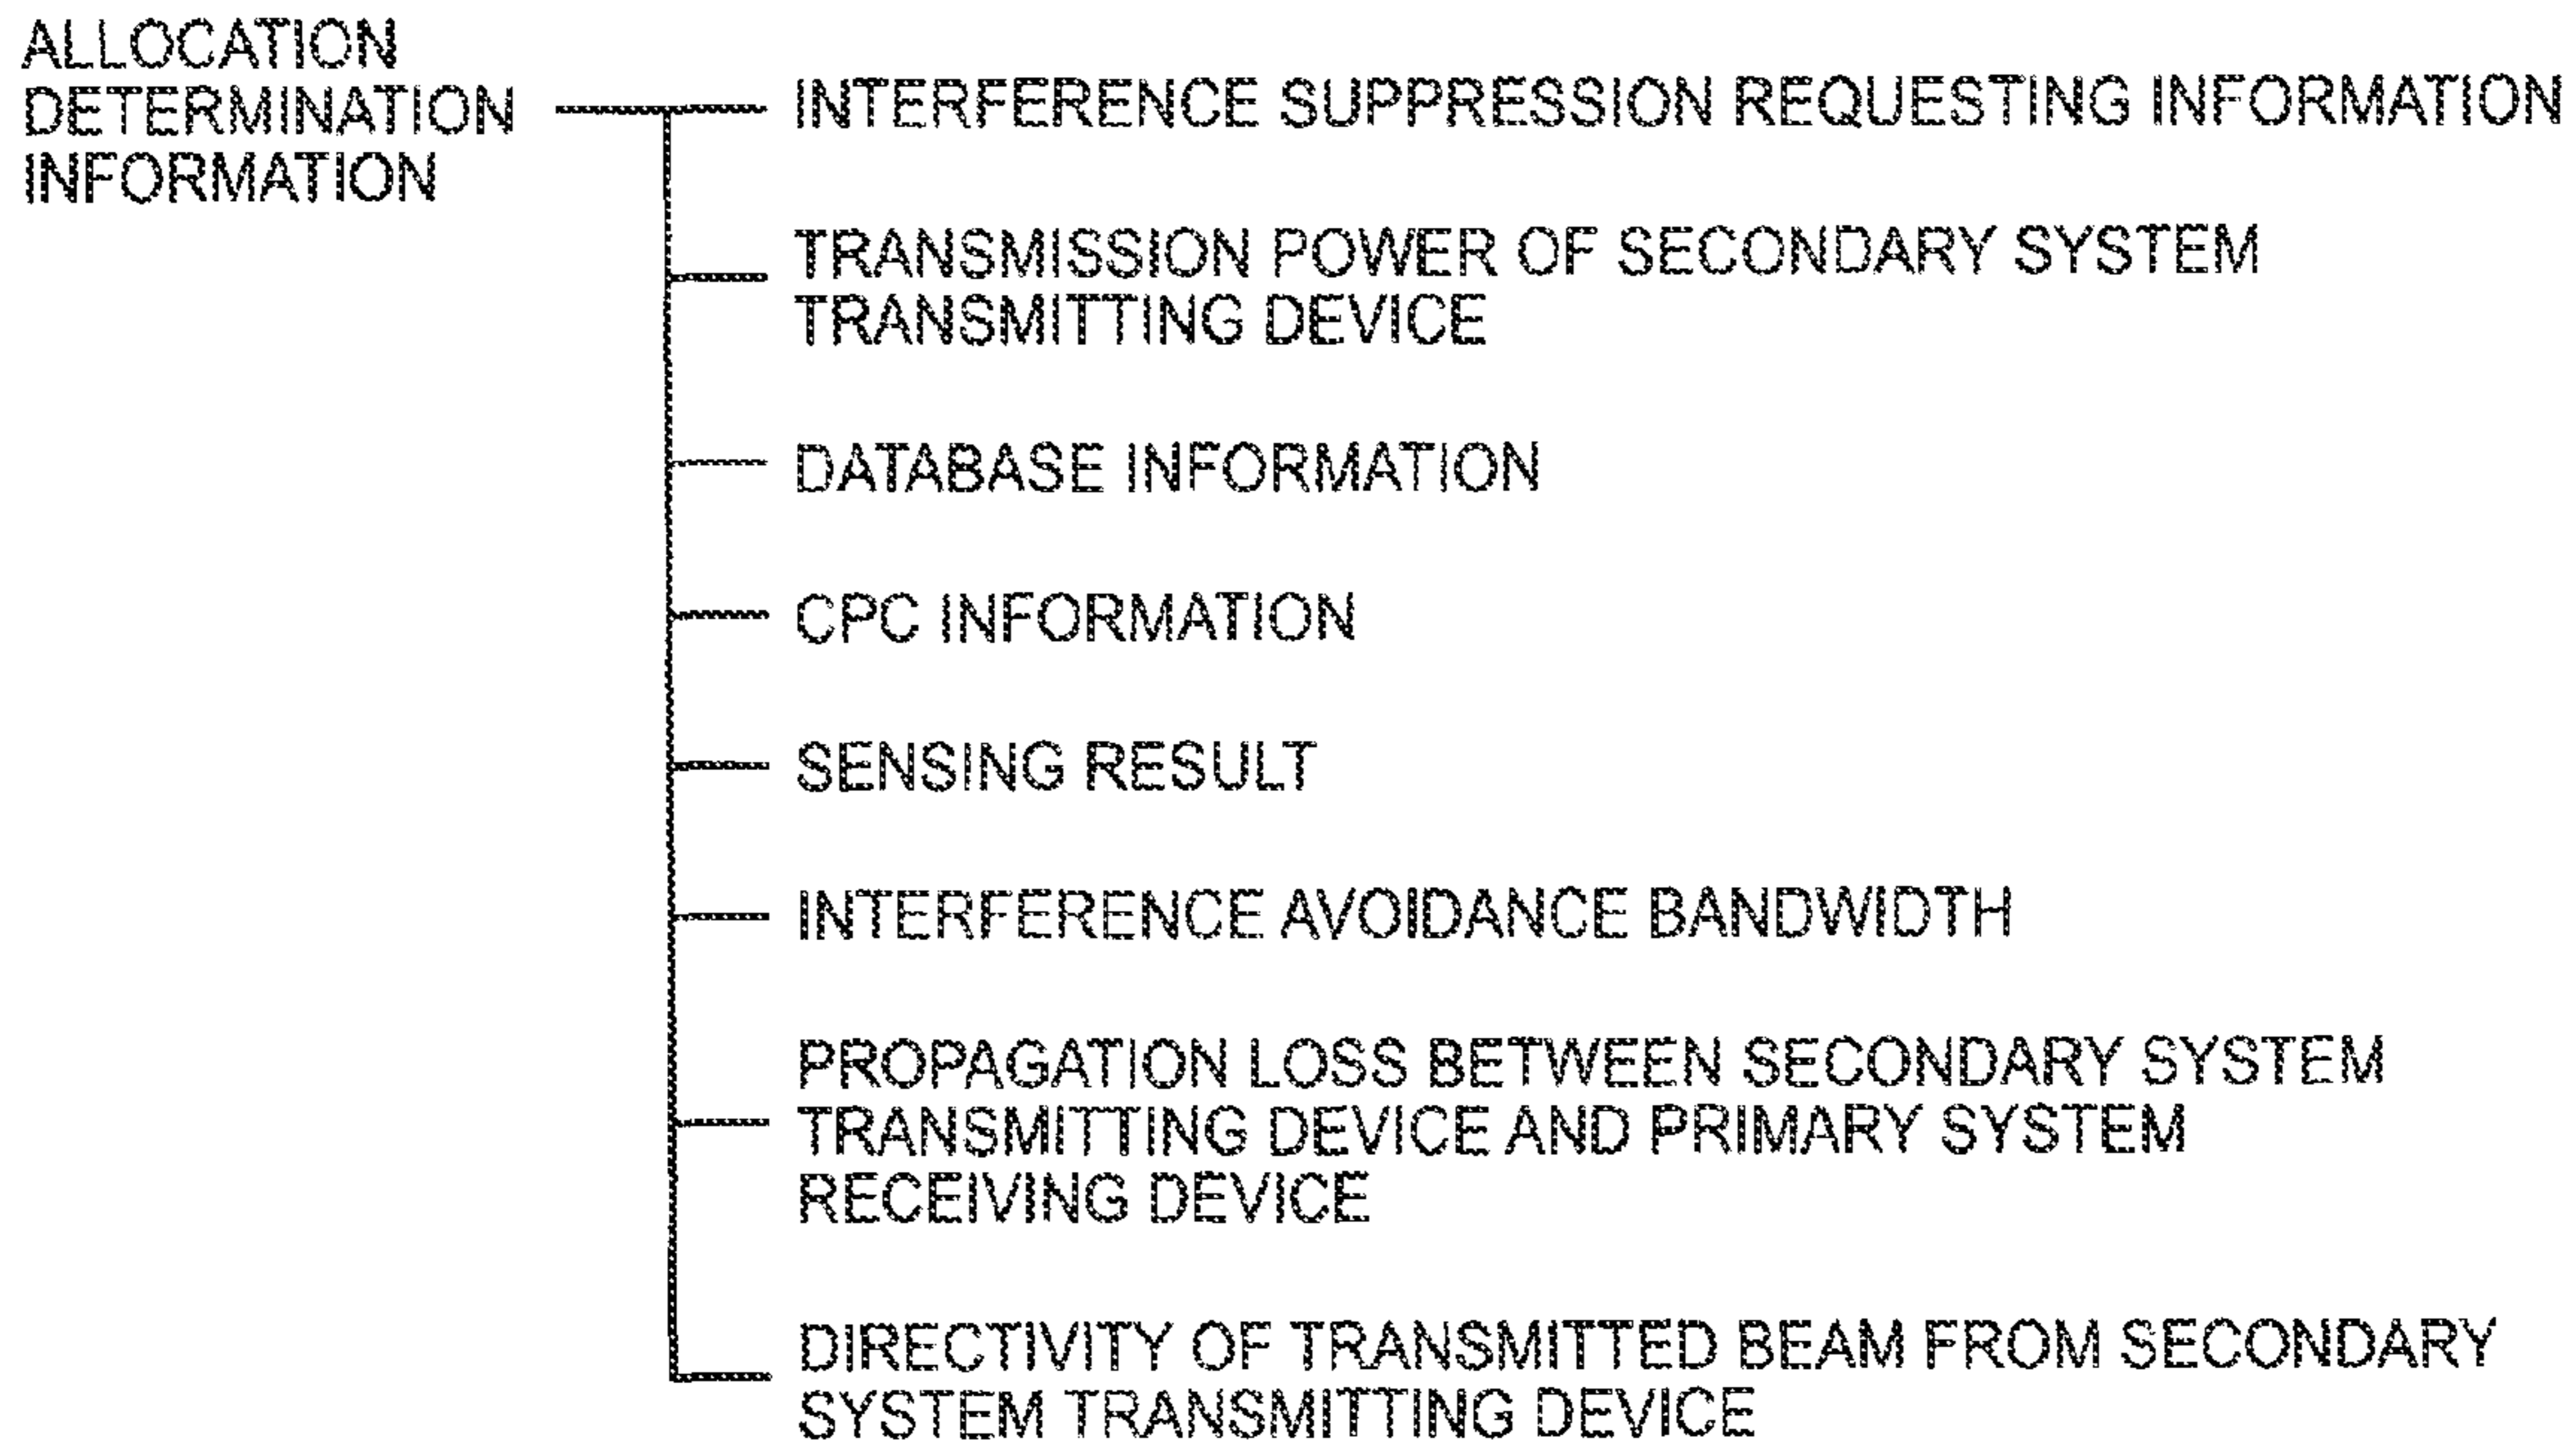 ALLOCATION
DETERMINATION
INFORMATION
INTERFERENCE SUPPRESSION REQUESTING INFORMATION
TRANSMISSION POWER OF SECONDARY SYSTEM
TRANSMITTING DEVICE
DATABASE INFORMATION
CPC INFORMATION
SENSING RESULT
INTERFERENCE AVOIDANCE BANDWIDTH
PROPAGATION LOSS BETWEEN SECONDARY SYSTEM
TRANSMITTING DEVICE AND PRIMARY SYSTEM
RECEIVING DEVICE
DIRECTIVITY OF TRANSMITTED BEAM FROM SECONDARY
SYSTEM TRANSMITTING DEVICE